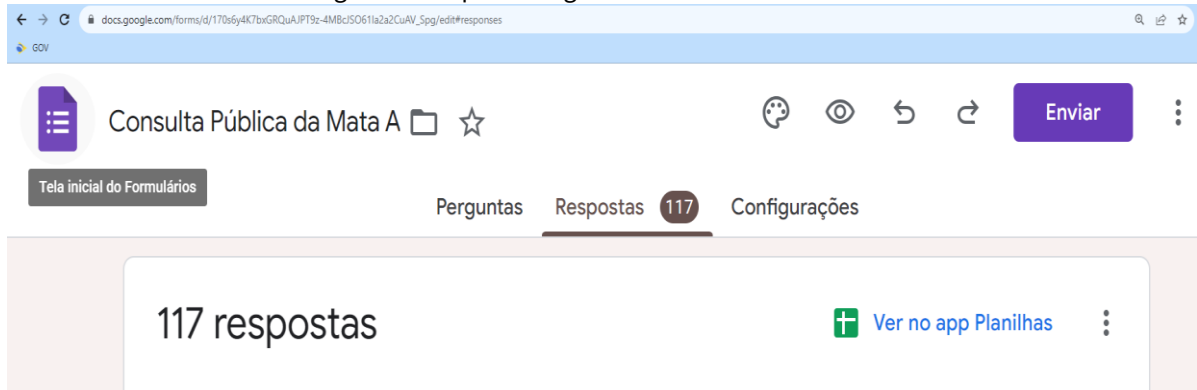 docs.google.com/forms/d/170s6y4K7bxGRQuAJPT9z-4MBcJSO61Ia2a2CuAV_Spg/edit#responses
GOV
Consulta Pública da Mata A
Enviar
Tela inicial do Formulários
Perguntas Respostas 117 Configurações
117 respostas
Ver no app Planilhas